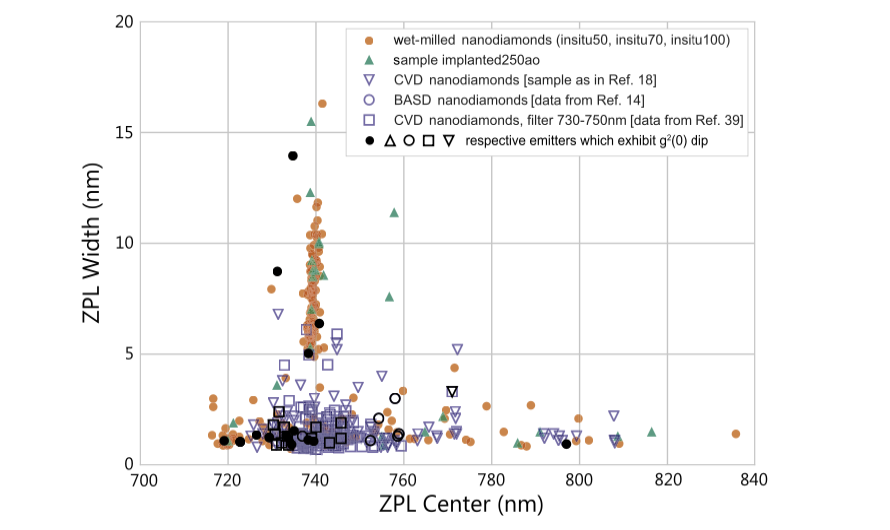 20
wet-milled nanodiamonds (insitu50, insitu70, insitu100)
sample implanted250ao
CVD nanodiamonds [sample as in Ref. 18]
BASD nanodiamonds [data from Ref. 14]
CVD nanodiamonds, filter 730-750nm [data from Ref. 39]
respective emitters which exhibit g²(0) dip
15
10
5
0
ZPL Width (nm)
700 720 740 760 780 800 820 840
ZPL Center (nm)